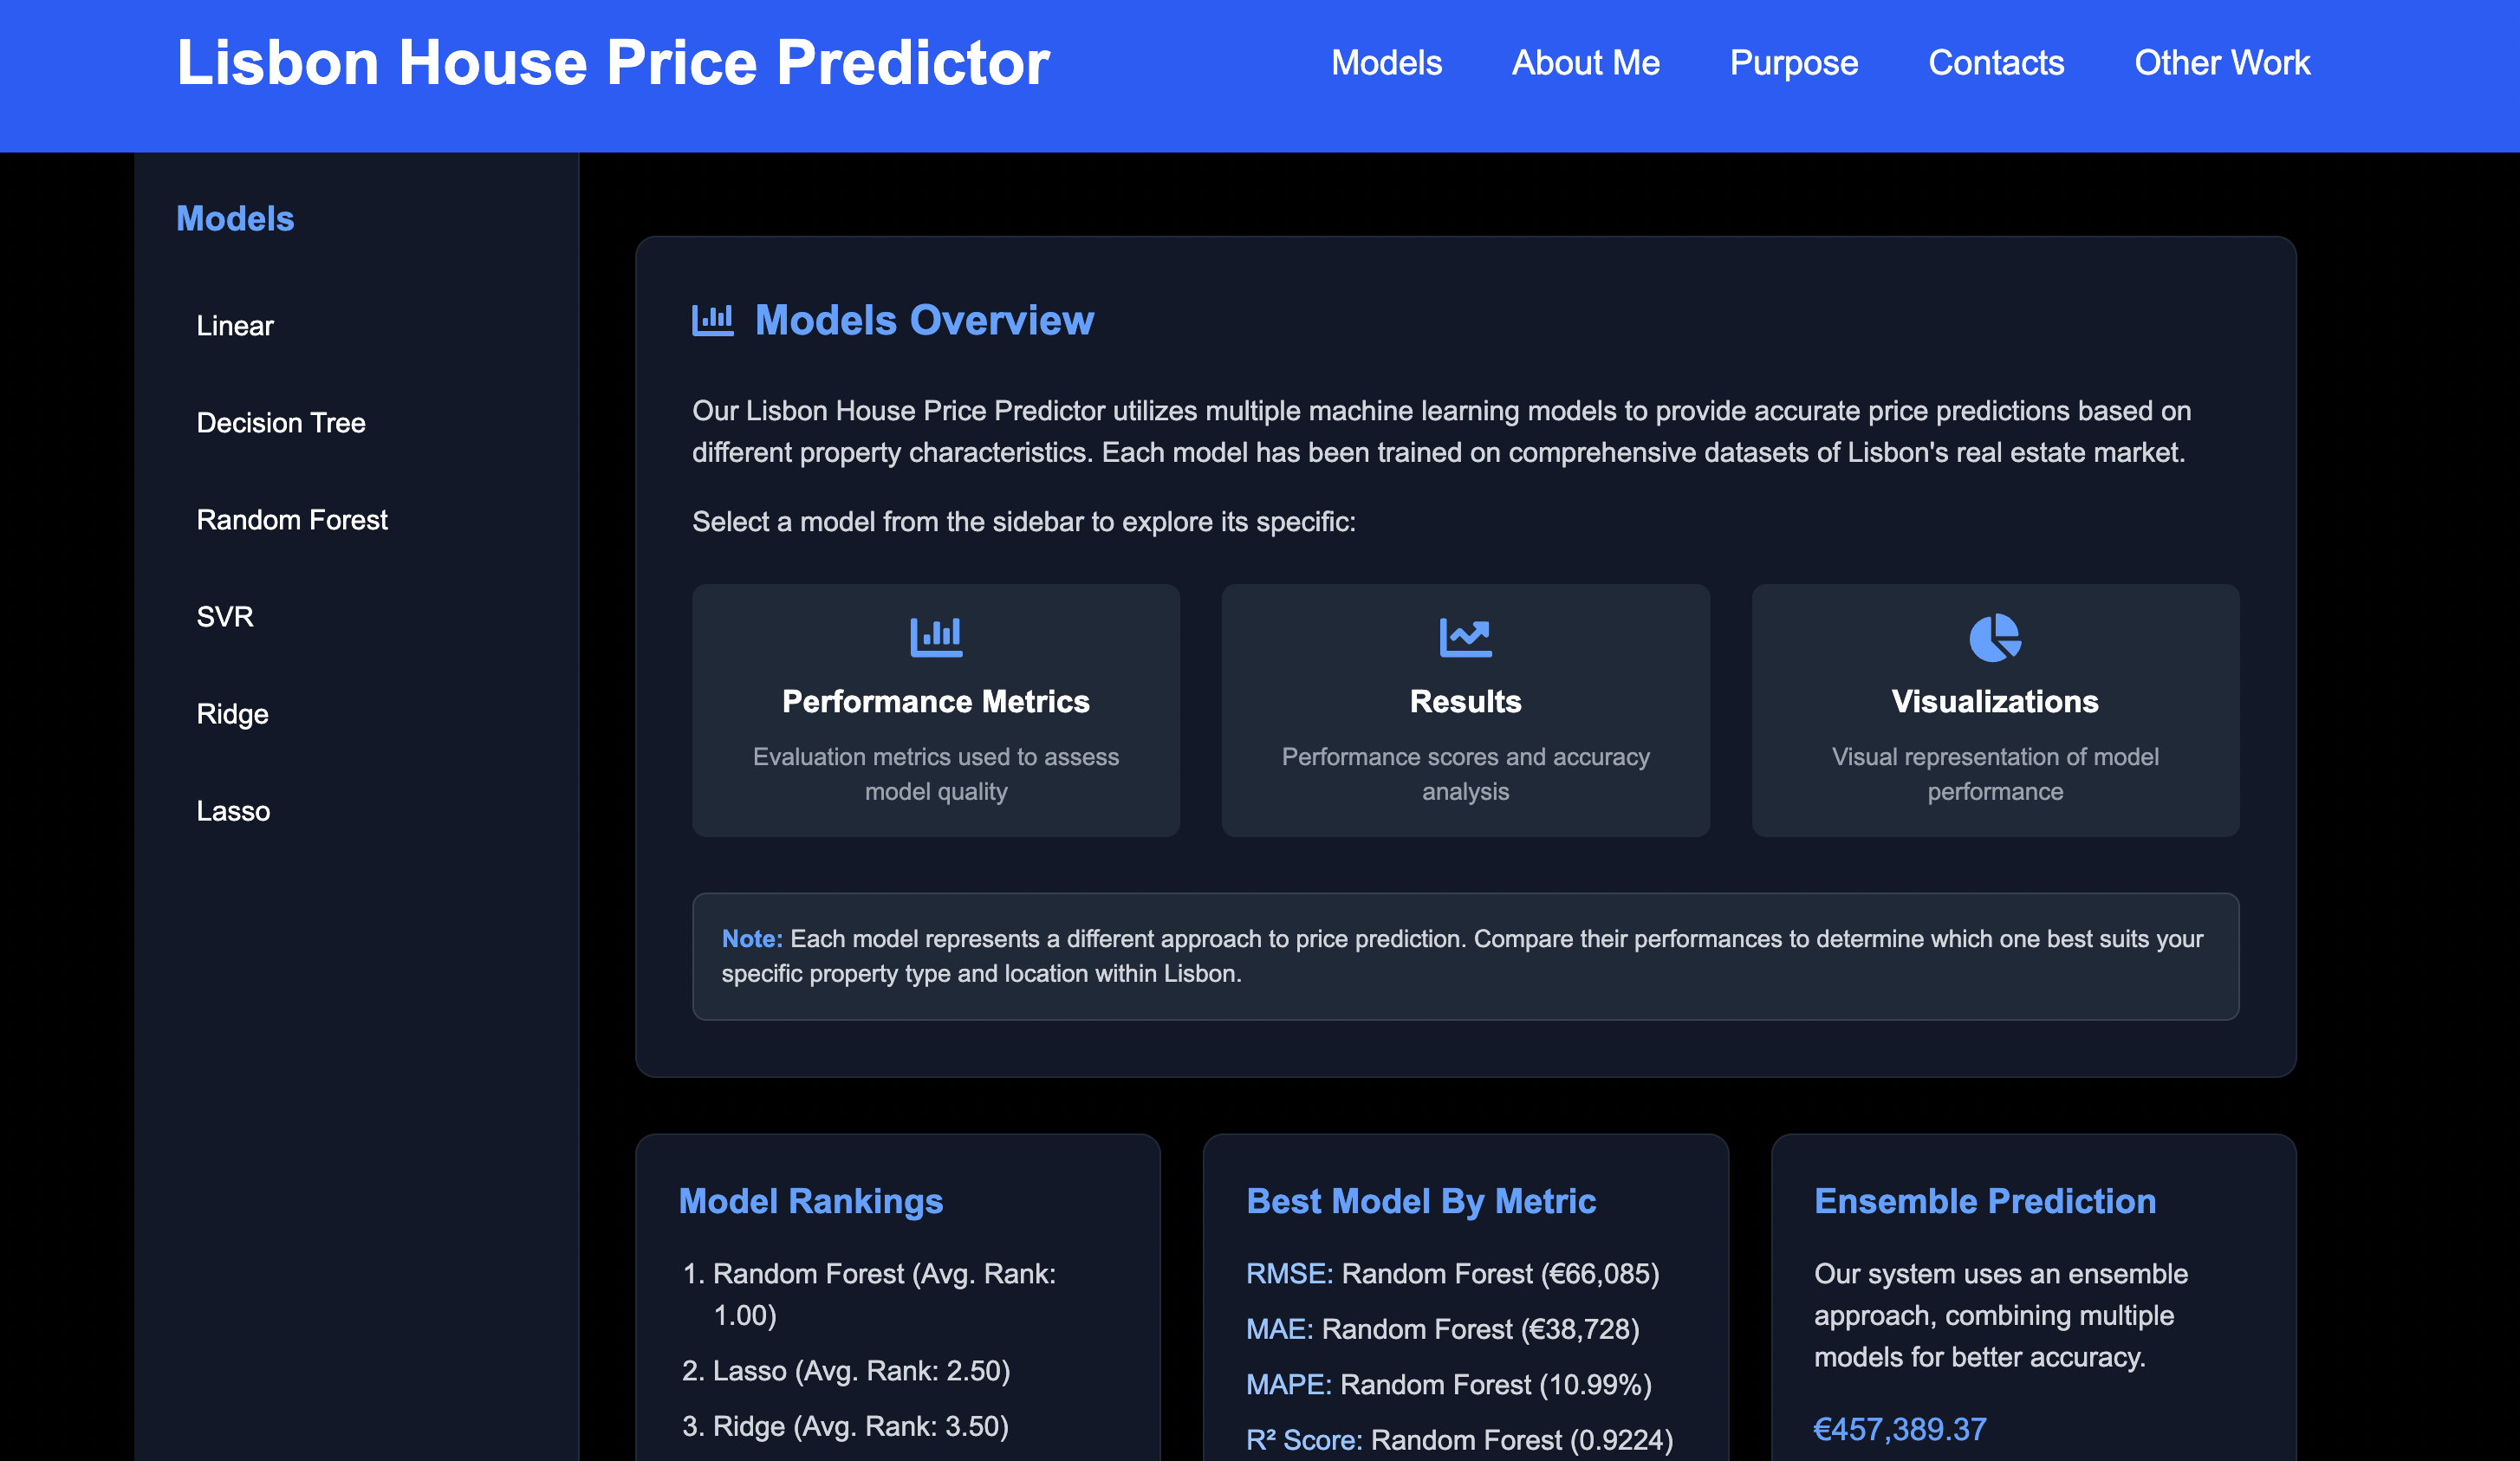 Lisbon House Price Predictor
Models
About Me
Purpose
Contacts
Other Work
Models
Linear
Decision Tree
Random Forest
SVR
Ridge
Lasso
Models Overview
Our Lisbon House Price Predictor utilizes multiple machine learning models to provide accurate price predictions based on
different property characteristics. Each model has been trained on comprehensive datasets of Lisbon's real estate market.
Select a model from the sidebar to explore its specific:
Performance Metrics
Evaluation metrics used to assess
model quality
Results
Performance scores and accuracy
analysis
Visualizations
Visual representation of model
performance
Note: Each model represents a different approach to price prediction. Compare their performances to determine which one best suits your
specific property type and location within Lisbon.
Model Rankings
1. Random Forest (Avg. Rank:
1.00)
2. Lasso (Avg. Rank: 2.50)
3. Ridge (Avg. Rank: 3.50)
Best Model By Metric
RMSE: Random Forest (€66,085)
MAE: Random Forest (€38,728)
MAPE: Random Forest (10.99%)
R² Score: Random Forest (0.9224)
Ensemble Prediction
Our system uses an ensemble
approach, combining multiple
models for better accuracy.
€457,389.37